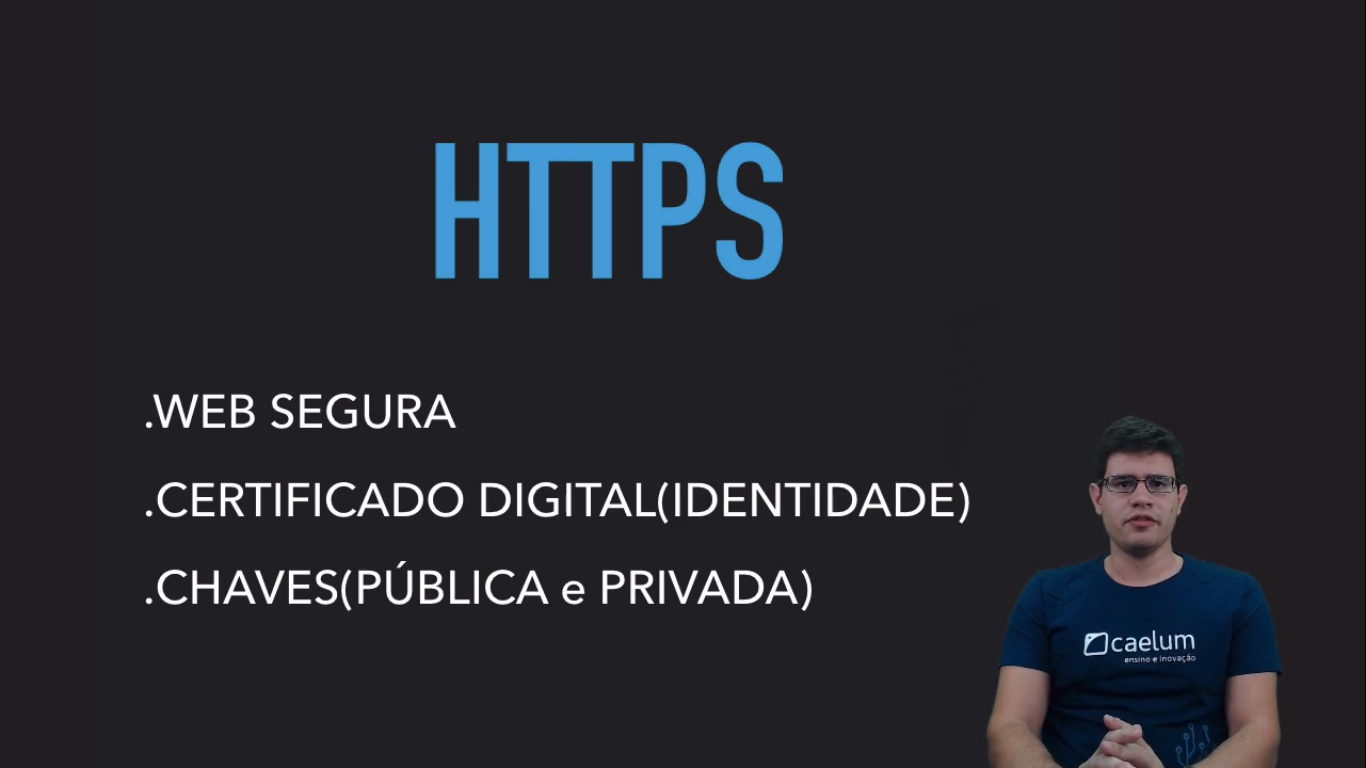 HTTPS
.WEB SEGURA
.CERTIFICADO DIGITAL(IDENTIDADE)
.CHAVES(PÚBLICA e PRIVADA)
caelum
ensino e inovação